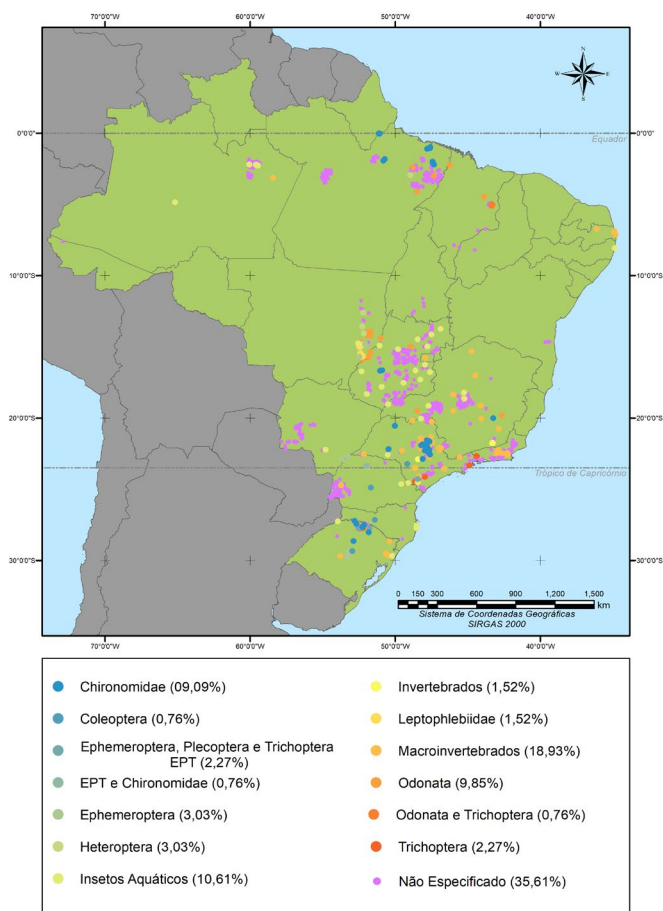 70°0'0"W 60°0'0"W 50°0'0"W 40°0'0"W
N
W E
S
0°0'0" 0°0'0"
Equador
10°0'0"S 10°0'0"S
20°0'0"S 20°0'0"S
Trópico de Capricórnio
30°0'0"S 30°0'0"S
0 150 300 600 900 1,200 1,500
km
Sistema de Coordenadas Geográficas
SIRGAS 2000
70°0'0"W 60°0'0"W 50°0'0"W 40°0'0"W
Chironomidae (09,09%)
Coleoptera (0,76%)
Ephemeroptera, Plecoptera e Trichoptera
EPT (2,27%)
EPT e Chironomidae (0,76%)
Ephemeroptera (3,03%)
Heteroptera (3,03%)
Insetos Aquáticos (10,61%)
Invertebrados (1,52%)
Leptophlebiidae (1,52%)
Macroinvertebrados (18,93%)
Odonata (9,85%)
Odonata e Trichoptera (0,76%)
Trichoptera (2,27%)
Não Especificado (35,61%)